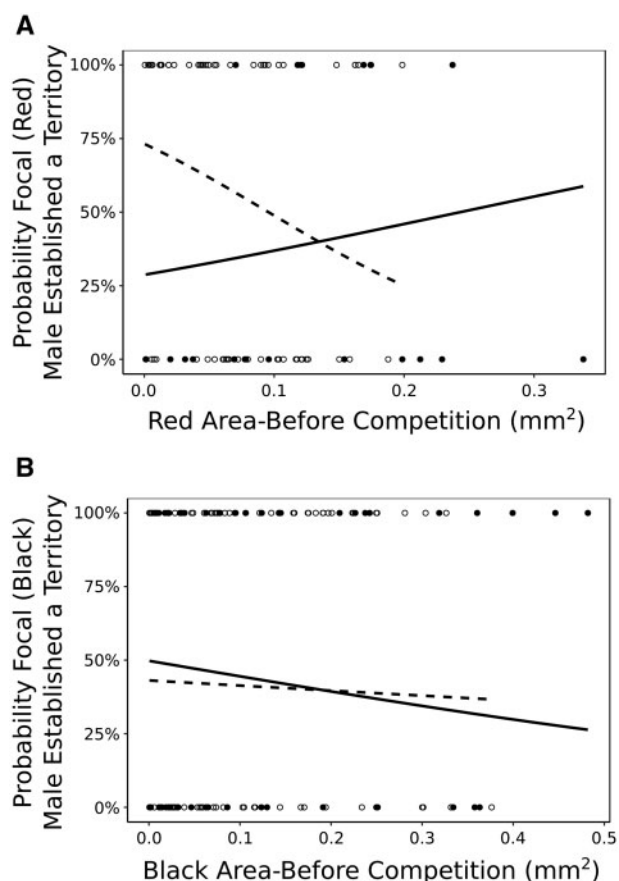 A
Probability Focal (Red)
Male Established a Territory
100%
75%
50%
25%
0%
0.0 0.1 0.2 0.3
Red Area-Before Competition (mm²)
B
Probability Focal (Black)
Male Established a Territory
100%
75%
50%
25%
0%
0.0 0.1 0.2 0.3 0.4 0.5
Black Area-Before Competition (mm²)